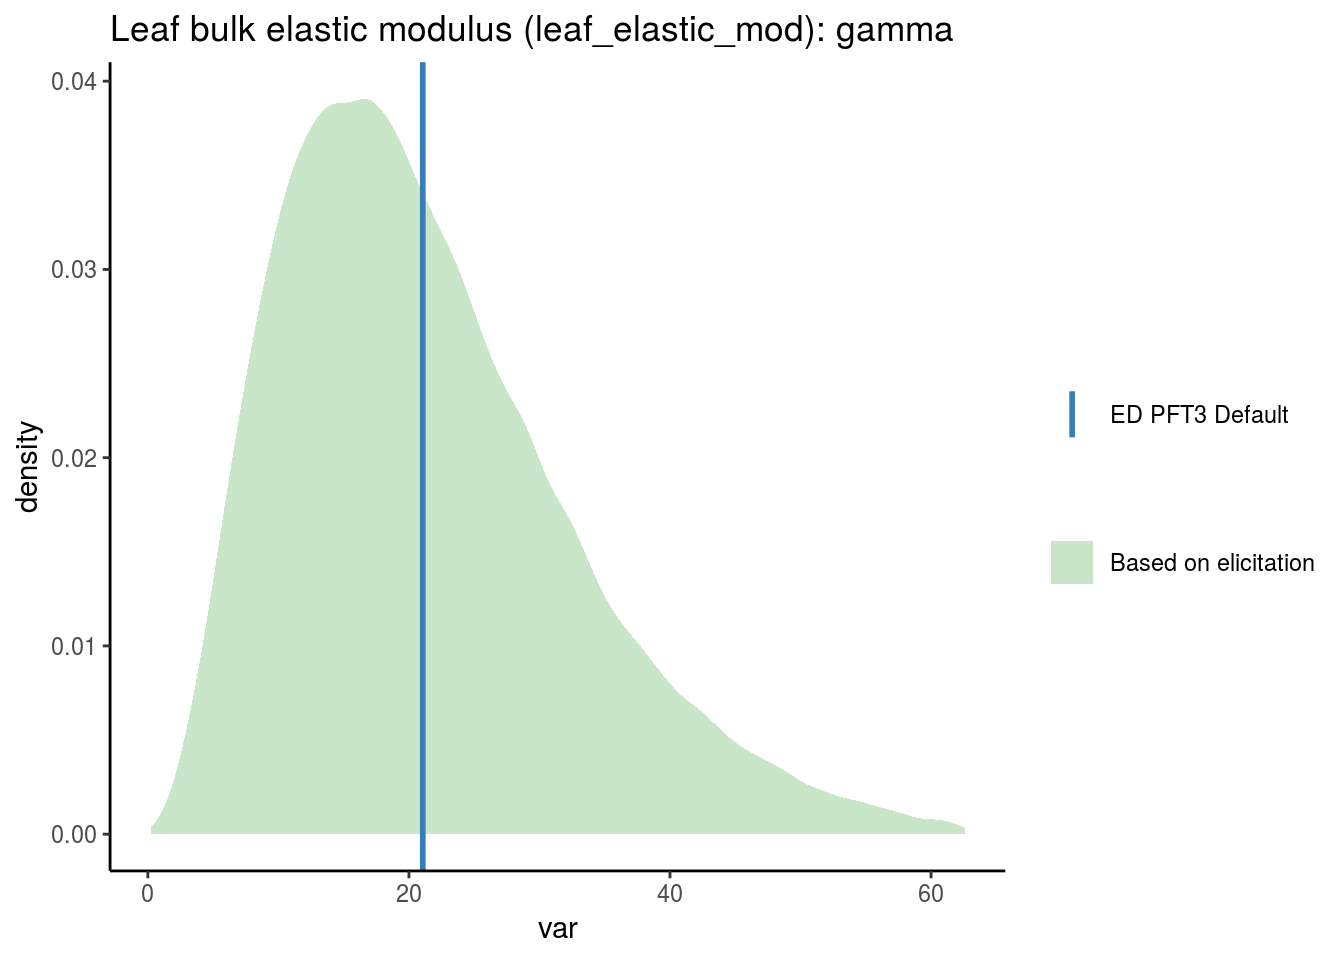 Leaf bulk elastic modulus (leaf_elastic_mod): gamma
0.04
0.03
0.02
0.01
0.00
density
0
20
40
60
var
ED PFT3 Default
Based on elicitation